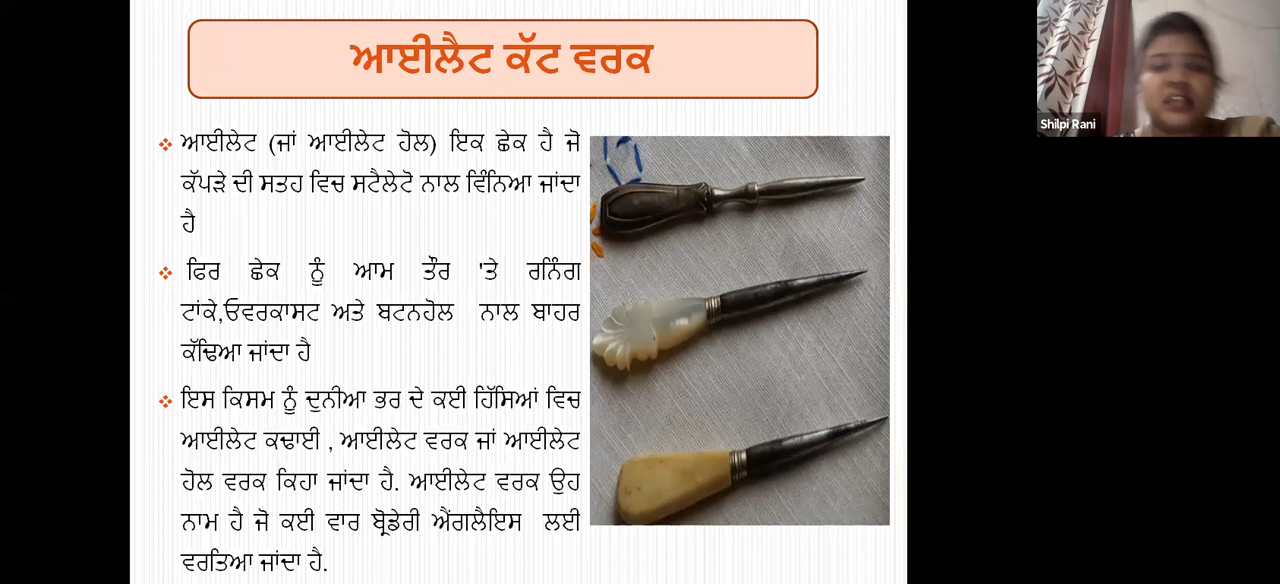 ਆਈਲੈਟ ਕੱਟ ਵਰਕ
Shilpi Rani
ਆਈਲੇਟ (ਜਾਂ ਆਈਲੇਟ ਹੋਲ) ਇਕ ਛੇਕ ਹੈ ਜੋ
ਕੱਪੜੇ ਦੀ ਸਤਹ ਵਿਚ ਸਟੈਲੇਟੋ ਨਾਲ ਵਿੰਨਿਆ ਜਾਂਦਾ
ਹੈ
ਫਿਰ ਛੇਕ ਨੂੰ ਆਮ ਤੌਰ 'ਤੇ ਰਨਿੰਗ
ਟਾਂਕੇ,ਓਵਰਕਾਸਟ ਅਤੇ ਬਟਨਹੋਲ ਨਾਲ ਬਾਹਰ
ਕੱਢਿਆ ਜਾਂਦਾ ਹੈ
ਇਸ ਕਿਸਮ ਨੂੰ ਦੁਨੀਆ ਭਰ ਦੇ ਕਈ ਹਿੱਸਿਆਂ ਵਿਚ
ਆਈਲੇਟ ਕਢਾਈ , ਆਈਲੇਟ ਵਰਕ ਜਾਂ ਆਈਲੇਟ
ਹੋਲ ਵਰਕ ਕਿਹਾ ਜਾਂਦਾ ਹੈ. ਆਈਲੇਟ ਵਰਕ ਉਹ
ਨਾਮ ਹੈ ਜੋ ਕਈ ਵਾਰ ਬ੍ਰੋਡੇਰੀ ਐਂਗਲੈਇਸ ਲਈ
ਵਰਤਿਆ ਜਾਂਦਾ ਹੈ.